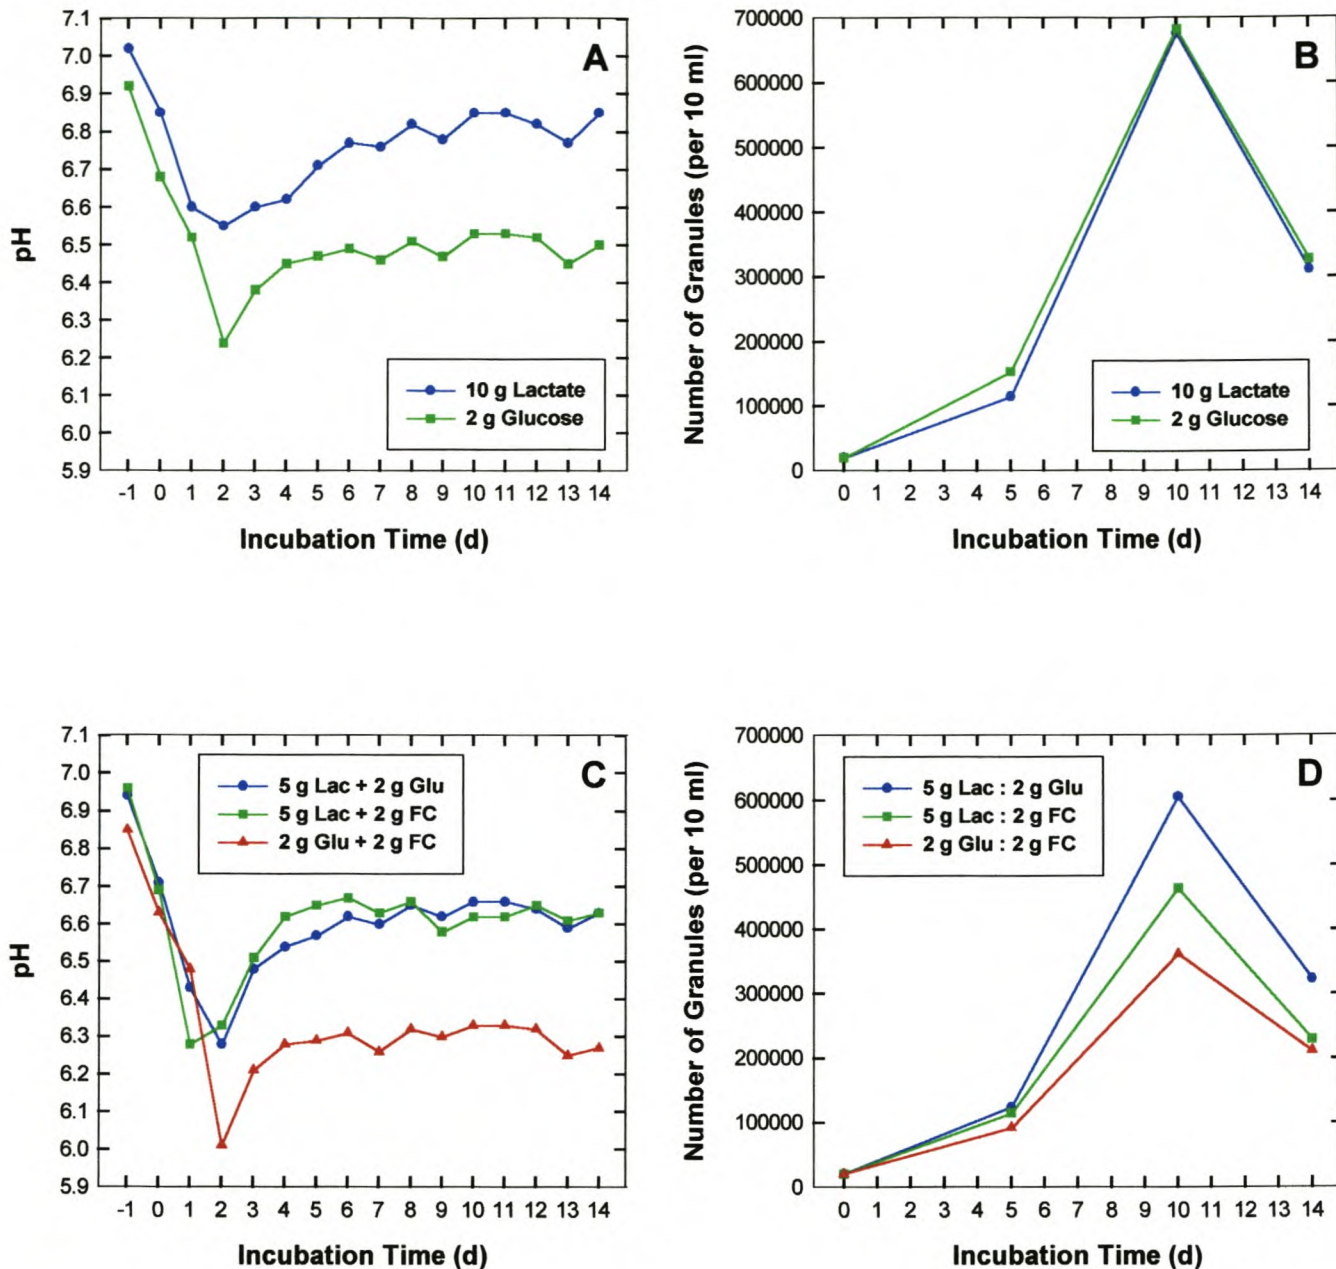 A
pH
7.1
7.0
6.9
6.8
6.7
6.6
6.5
6.4
6.3
6.2
6.1
6.0
5.9
10 g Lactate
2 g Glucose
-1 0 1 2 3 4 5 6 7 8 9 10 11 12 13 14
Incubation Time (d)
B
Number of Granules (per 10 ml)
700000
600000
500000
400000
300000
200000
100000
0
10 g Lactate
2 g Glucose
0 1 2 3 4 5 6 7 8 9 10 11 12 13 14
Incubation Time (d)
C
pH
7.1
7.0
6.9
6.8
6.7
6.6
6.5
6.4
6.3
6.2
6.1
6.0
5.9
5 g Lac + 2 g Glu
5 g Lac + 2 g FC
2 g Glu + 2 g FC
-1 0 1 2 3 4 5 6 7 8 9 10 11 12 13 14
Incubation Time (d)
D
Number of Granules (per 10 ml)
700000
600000
500000
400000
300000
200000
100000
0
5 g Lac : 2 g Glu
5 g Lac : 2 g FC
2 g Glu : 2 g FC
0 1 2 3 4 5 6 7 8 9 10 11 12 13 14
Incubation Time (d)